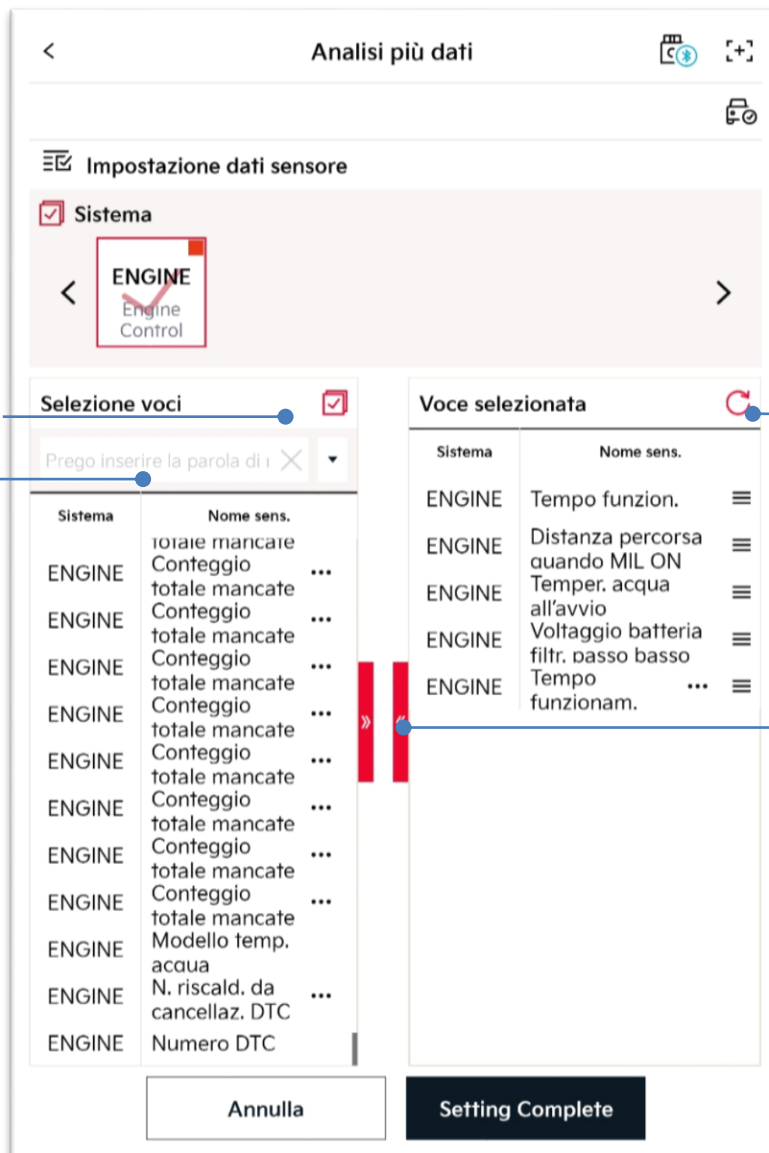 Analisi più dati
Impostazione dati sensore
Sistema
ENGINE
Engine
Control
Selezione voci
Prego inserire la parola di
Sistema Nome sens.
totale mancate
ENGINE Conteggio
totale mancate ...
ENGINE Conteggio
totale mancate ...
ENGINE Conteggio
totale mancate ...
ENGINE Conteggio
totale mancate ...
ENGINE Conteggio
totale mancate ...
ENGINE Conteggio
totale mancate ...
ENGINE Conteggio
totale mancate ...
ENGINE Conteggio
totale mancate ...
ENGINE Modello temp.
acqua
ENGINE N. riscald. da
cancellaz. DTC ...
ENGINE Numero DTC
Voce selezionata
Sistema Nome sens.
ENGINE Tempo funzion.
ENGINE Distanza percorsa
quando MIL ON
ENGINE Temper. acqua
all'avvio
ENGINE Voltaggio batteria
filtr. passo basso
ENGINE Tempo
funzionam. ...
Annulla
Setting Complete